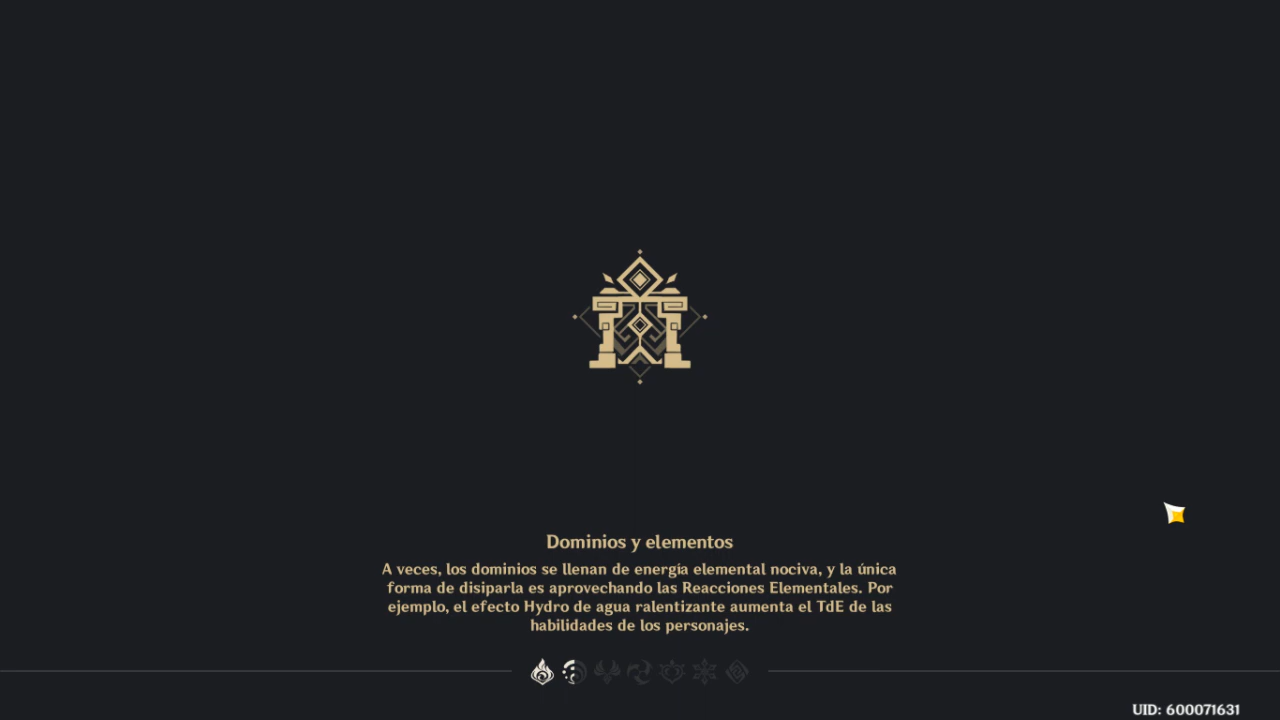 Dominios y elementos
A veces, los dominios se llenan de energía elemental nociva, y la única
forma de disiparla es aprovechando las Reacciones Elementales. Por
ejemplo, el efecto Hydro de agua ralentizante aumenta el TdE de las
habilidades de los personajes.
UID: 600071631